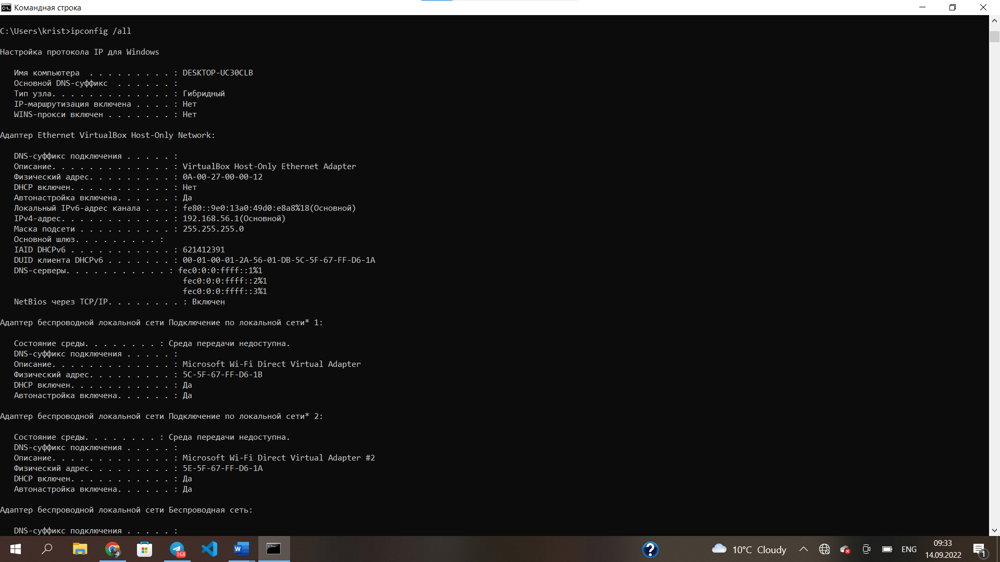 Командная строка
C:\Users\krist>ipconfig /all
Настройка протокола IP для Windows
Имя компьютера  . . . . . . . . . : DESKTOP-UC30CLB
Основной DNS-суффикс  . . . . . . :
Тип узла. . . . . . . . . . . . . : Гибридный
IP-маршрутизация включена . . . . : Нет
WINS-прокси включен . . . . . . . : Нет
Адаптер Ethernet VirtualBox Host-Only Network:
DNS-суффикс подключения . . . . . :
Описание. . . . . . . . . . . . . : VirtualBox Host-Only Ethernet Adapter
Физический адрес. . . . . . . . . : 0A-00-27-00-00-12
DHCP включен. . . . . . . . . . . : Нет
Автонастройка включена. . . . . . : Да
Локальный IPv6-адрес канала . . . : fe80::9e0:13a0:49d0:e8a8%18(Основной)
IPv4-адрес. . . . . . . . . . . . : 192.168.56.1(Основной)
Маска подсети . . . . . . . . . . : 255.255.255.0
Основной шлюз. . . . . . . . . :
IAID DHCPv6 . . . . . . . . . . . : 621412391
DUID клиента DHCPv6 . . . . . . . : 00-01-00-01-2A-56-01-DB-5C-5F-67-FF-D6-1A
DNS-серверы. . . . . . . . . . . : fec0:0:0:ffff::1%1
fec0:0:0:ffff::2%1
fec0:0:0:ffff::3%1
NetBios через TCP/IP. . . . . . . . : Включен
Адаптер беспроводной локальной сети Подключение по локальной сети* 1:
Состояние среды. . . . . . . . : Среда передачи недоступна.
DNS-суффикс подключения . . . . . :
Описание. . . . . . . . . . . . . : Microsoft Wi-Fi Direct Virtual Adapter
Физический адрес. . . . . . . . . : 5C-5F-67-FF-D6-1B
DHCP включен. . . . . . . . . . . : Да
Автонастройка включена. . . . . . : Да
Адаптер беспроводной локальной сети Подключение по локальной сети* 2:
Состояние среды. . . . . . . . : Среда передачи недоступна.
DNS-суффикс подключения . . . . . :
Описание. . . . . . . . . . . . . : Microsoft Wi-Fi Direct Virtual Adapter #2
Физический адрес. . . . . . . . . : 5E-5F-67-FF-D6-1A
DHCP включен. . . . . . . . . . . : Да
Автонастройка включена. . . . . . : Да
Адаптер беспроводной локальной сети Беспроводная сеть:
DNS-суффикс подключения . . . . . :
168
10°C Cloudy
ENG
09:33
14.09.2022
1